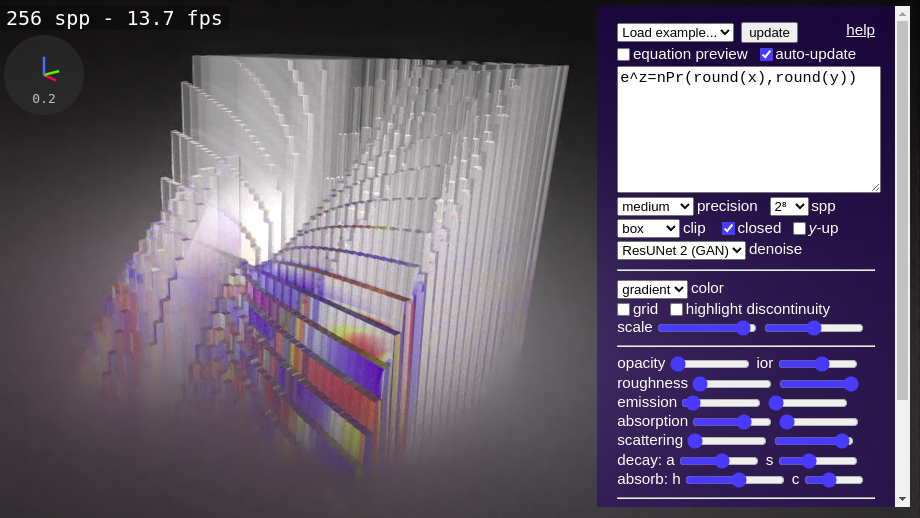 256 spp - 13.7 fps
0.2
Load example... update help
equation preview auto-update
e^z=nPr(round(x),round(y))
medium precision 2⁸ spp
box clip closed y-up
ResUNet 2 (GAN) denoise
gradient color
grid highlight discontinuity
scale
opacity ior
roughness
emission
absorption
scattering
decay: a s
absorb: h c